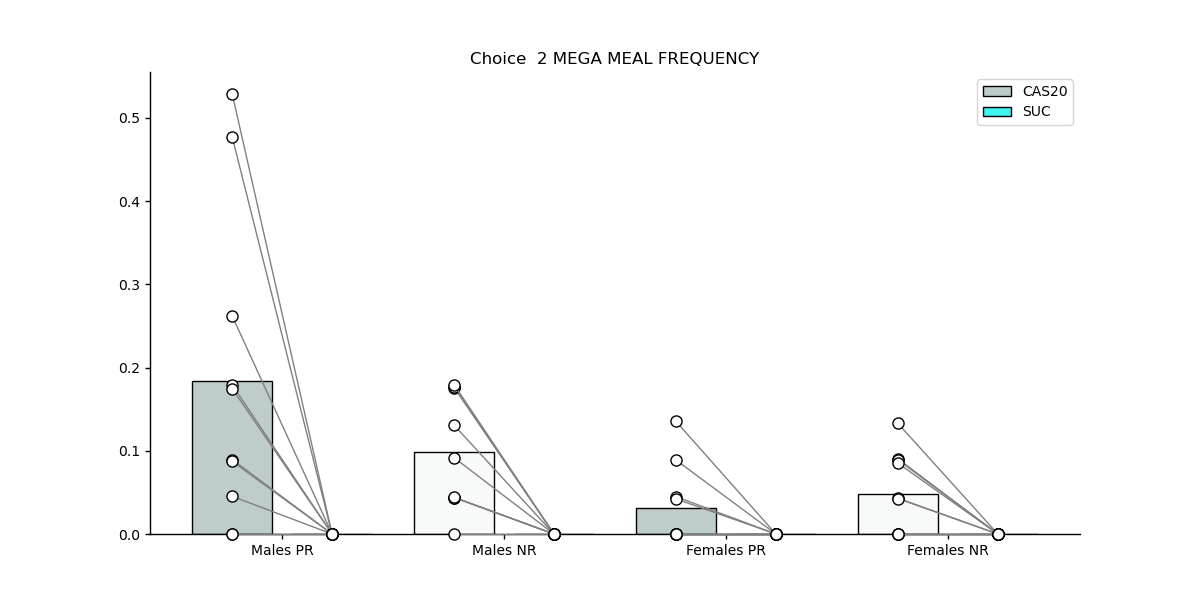 Choice  2 MEGA MEAL FREQUENCY
CAS20
SUC
0.5
0.4
0.3
0.2
0.1
0.0
Males PR
Males NR
Females PR
Females NR